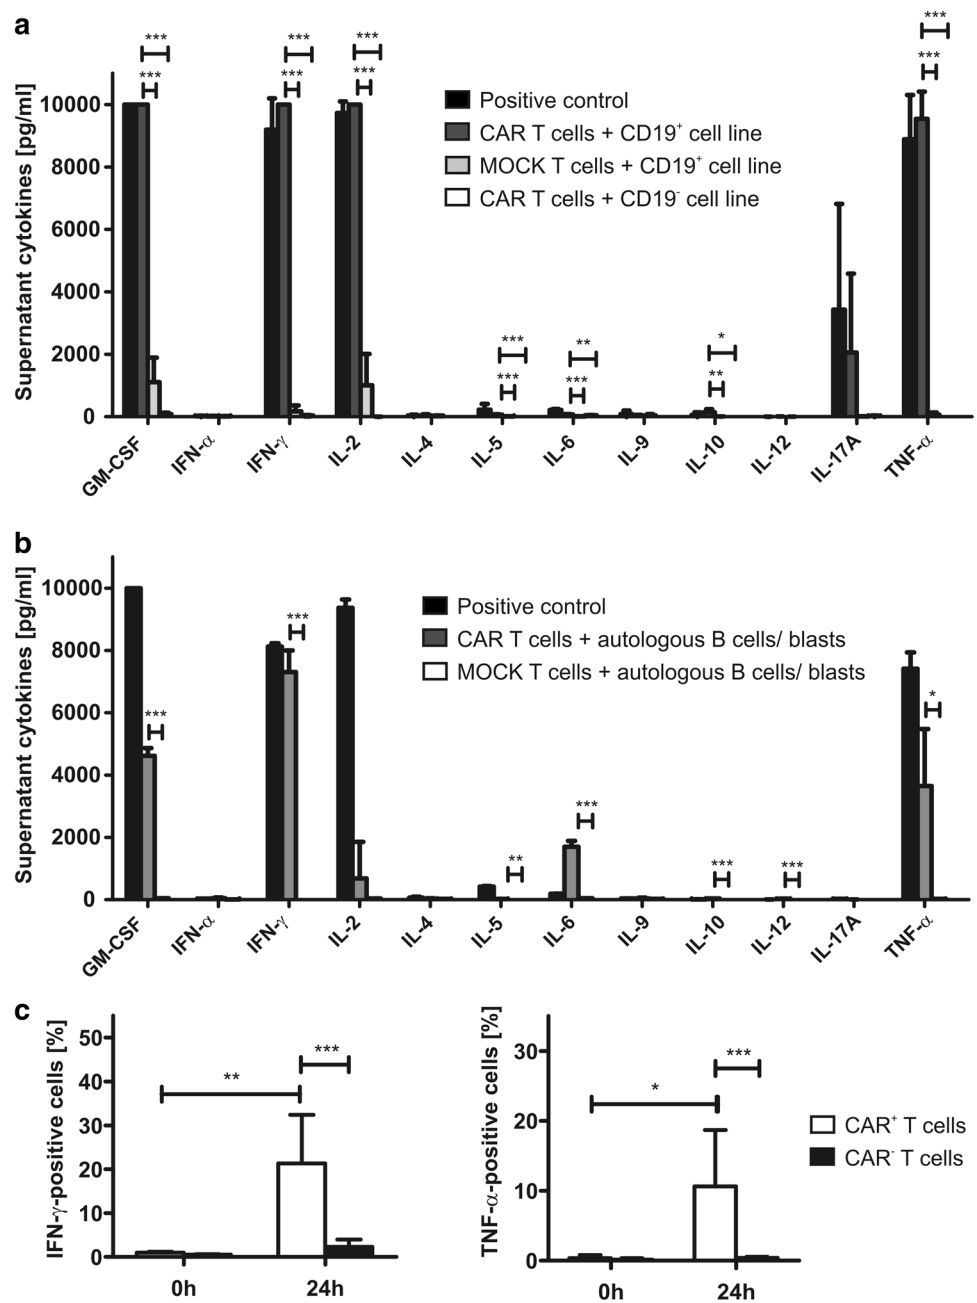 a
*** *** *** ***
*** *** *** ***
Supernatant cytokines [pg/ml]
10000
8000
6000
4000
2000
0
Positive control
CAR T cells + CD19⁺ cell line
MOCK T cells + CD19⁺ cell line
CAR T cells + CD19⁻ cell line
*** ** *
*** *** **
GM-CSF IFN-α IFN-γ IL-2 IL-4 IL-5 IL-6 IL-9 IL-10 IL-12 IL-17A TNF-α
b
Supernatant cytokines [pg/ml]
10000
8000
6000
4000
2000
0
Positive control
CAR T cells + autologous B cells/ blasts
MOCK T cells + autologous B cells/ blasts
*** *** ** *** *** *** *
GM-CSF IFN-α IFN-γ IL-2 IL-4 IL-5 IL-6 IL-9 IL-10 IL-12 IL-17A TNF-α
c
IFN-γ-positive cells [%]
50
40
30
20
10
0
** ***
0h 24h
TNF-α-positive cells [%]
30
20
10
0
* ***
0h 24h
CAR⁺ T cells
CAR⁻ T cells